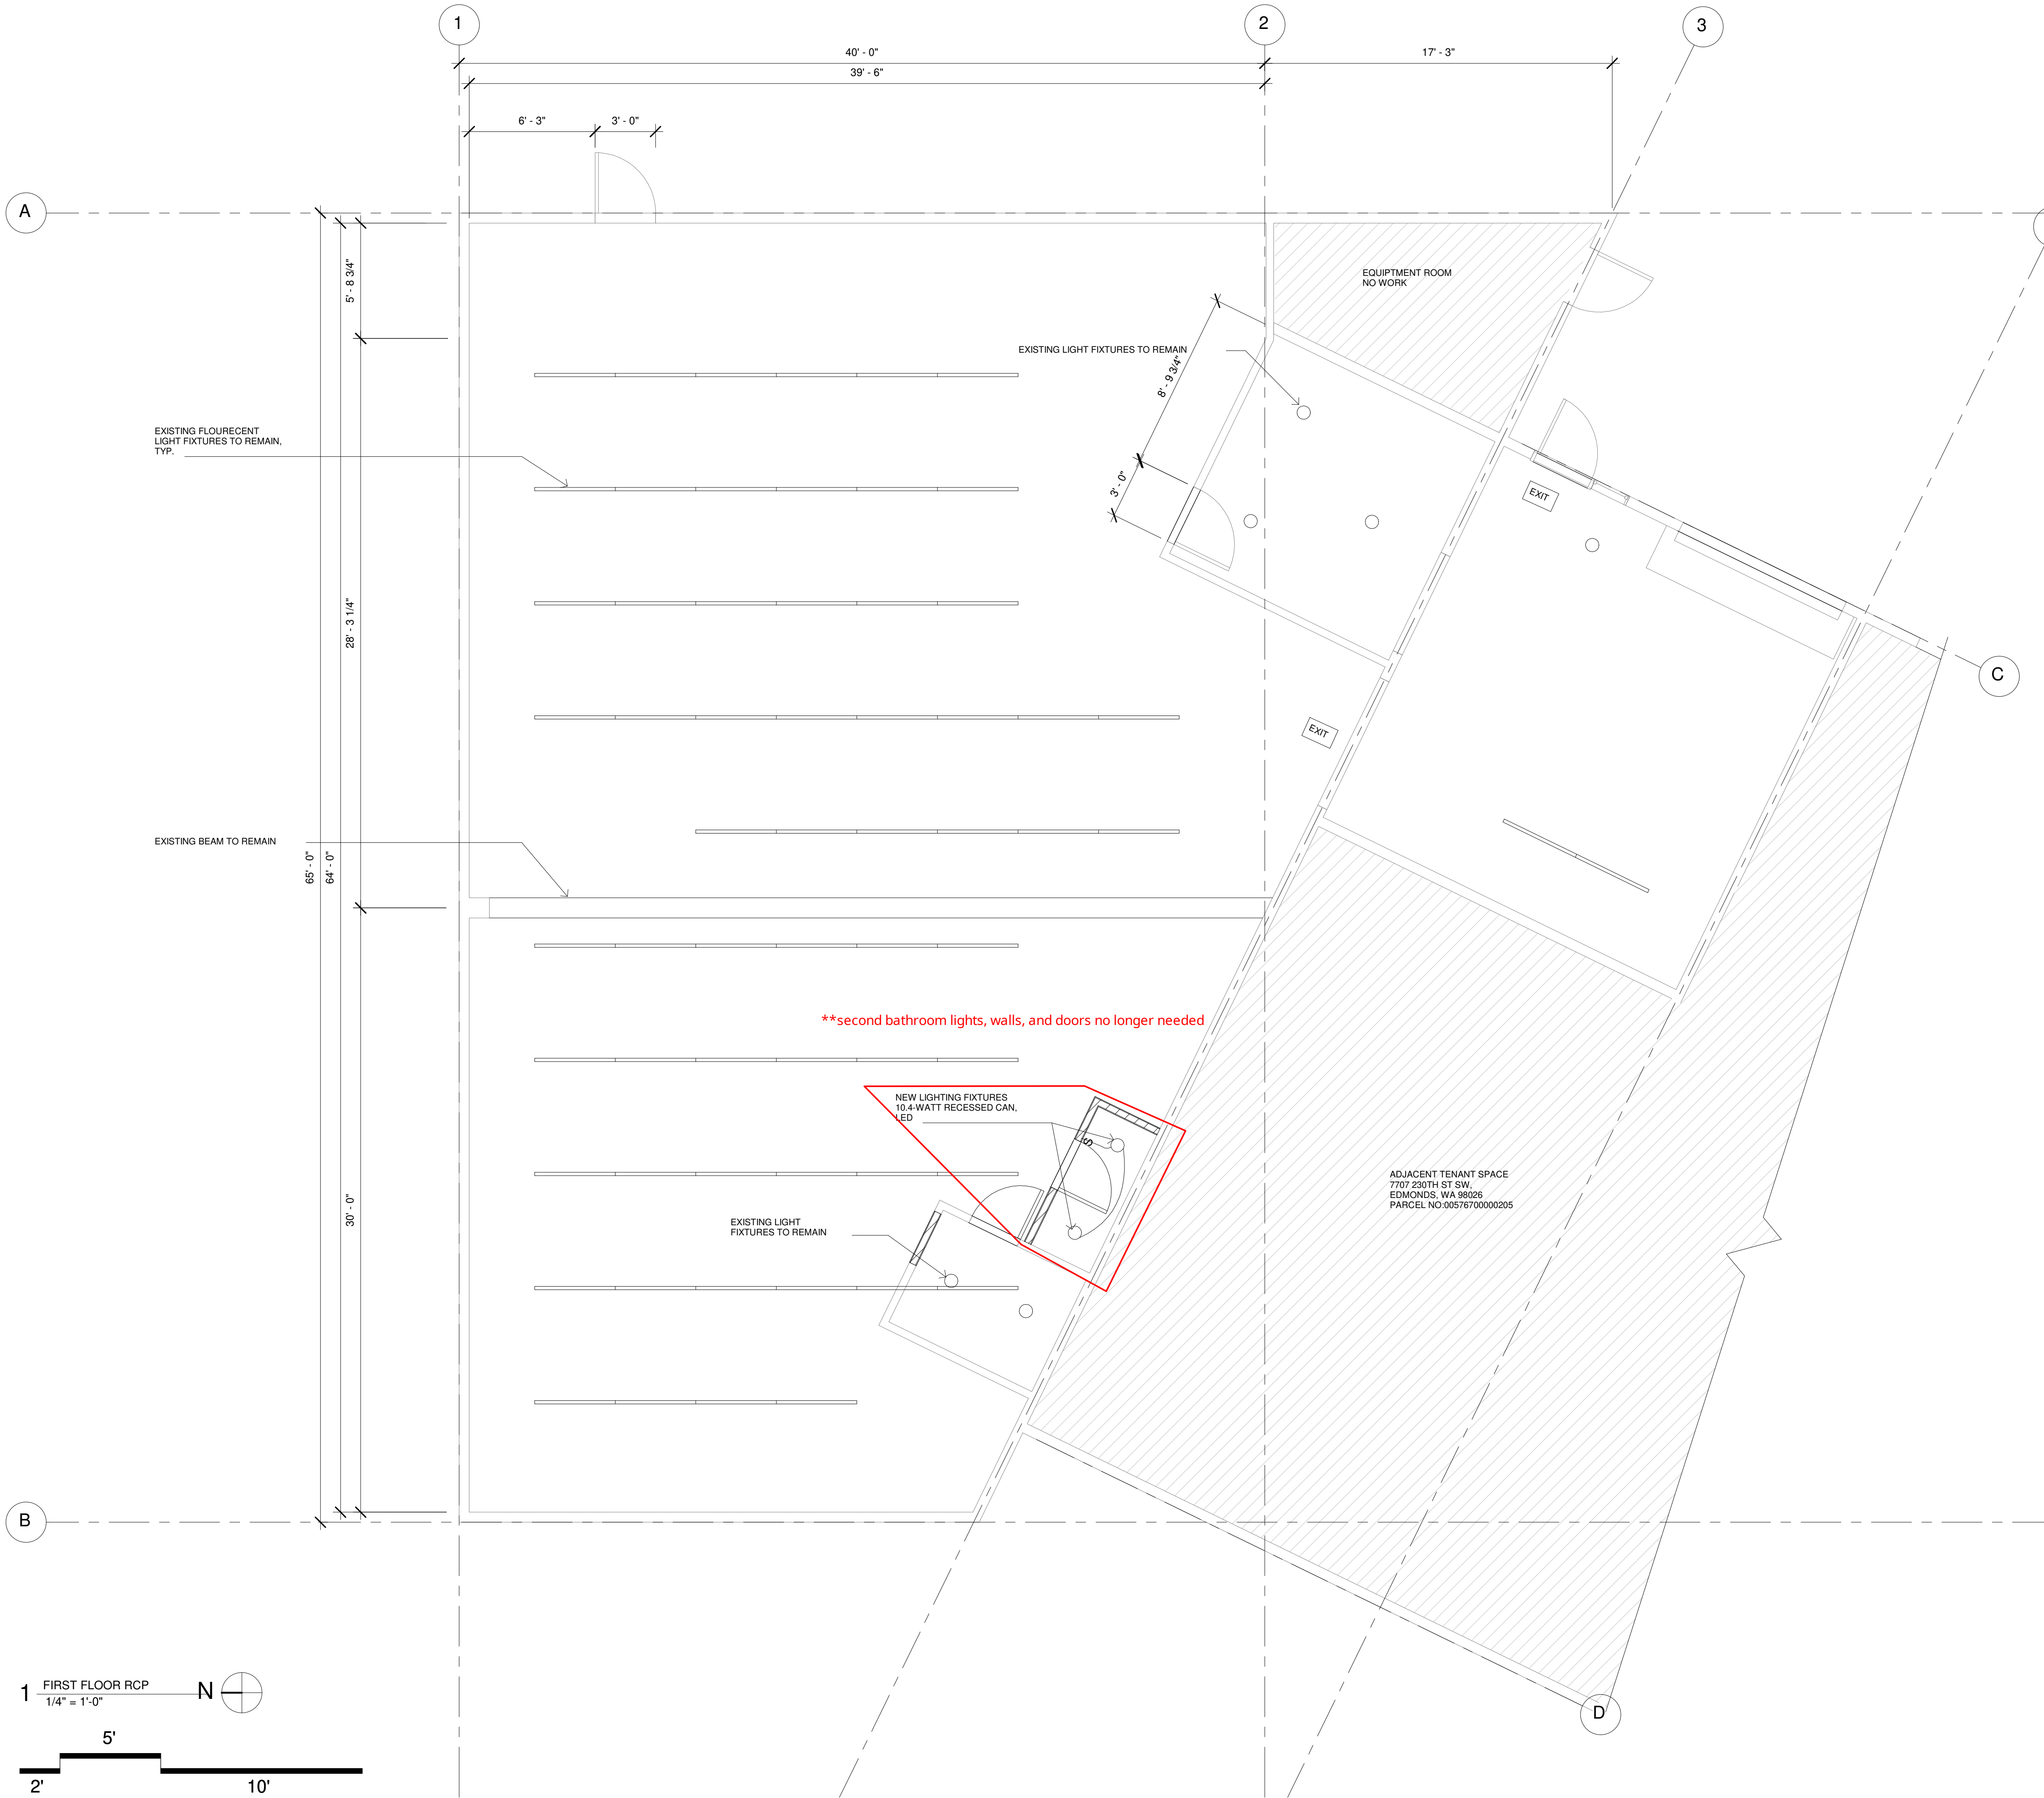 1
2
3
40' - 0"
17' - 3"
39' - 6"
6' - 3"
3' - 0"
A
EQUIPTMENT ROOM
NO WORK
5' - 8 3/4"
EXISTING LIGHT FIXTURES TO REMAIN
8' - 9 3/4"
EXISTING FLOURECENT
LIGHT FIXTURES TO REMAIN,
TYP.
3' - 0"
EXIT
28' - 3 1/4"
C
EXIT
EXISTING BEAM TO REMAIN
65' - 0"
64' - 0"
**second bathroom lights, walls, and doors no longer needed
NEW LIGHTING FIXTURES
10.4-WATT RECESSED CAN,
LED
S
ADJACENT TENANT SPACE
7707 230TH ST SW,
EDMONDS, WA 98026
PARCEL NO:00576700000205
30' - 0"
EXISTING LIGHT
FIXTURES TO REMAIN
B
1
FIRST FLOOR RCP
1/4" = 1'-0"
N
D
5'
2'
10'